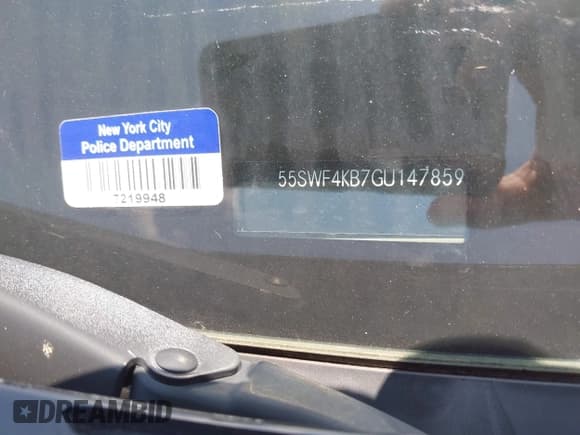 New York City
Police Department
7219948
55SWF4KB7GU147859
DREAMBID